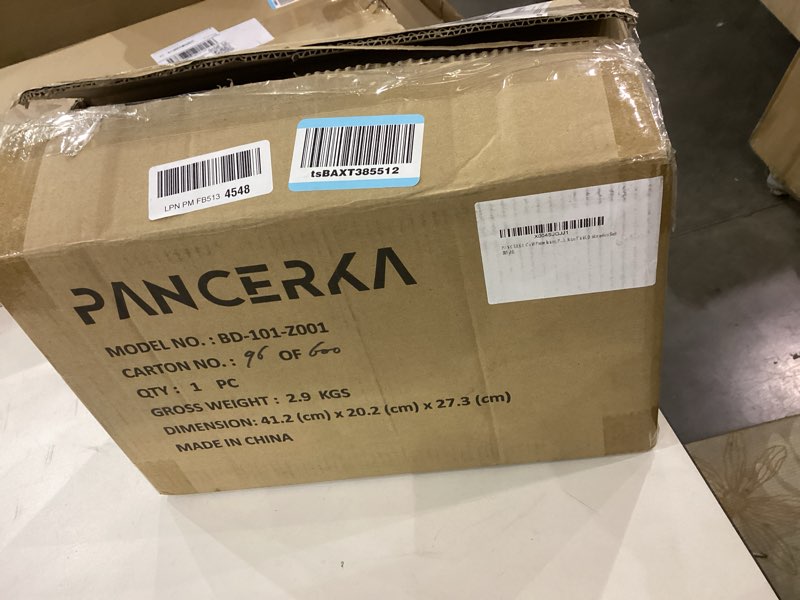 LPN PM FB513 4548
tsBAXT385512
PANCERKA
MODEL NO. : BD-101-Z001
CARTON NO. : 96 OF 600
QTY : 1 PC
GROSS WEIGHT : 2.9 KGS
DIMENSION: 41.2 (cm) x 20.2 (cm) x 27.3 (cm)
MADE IN CHINA